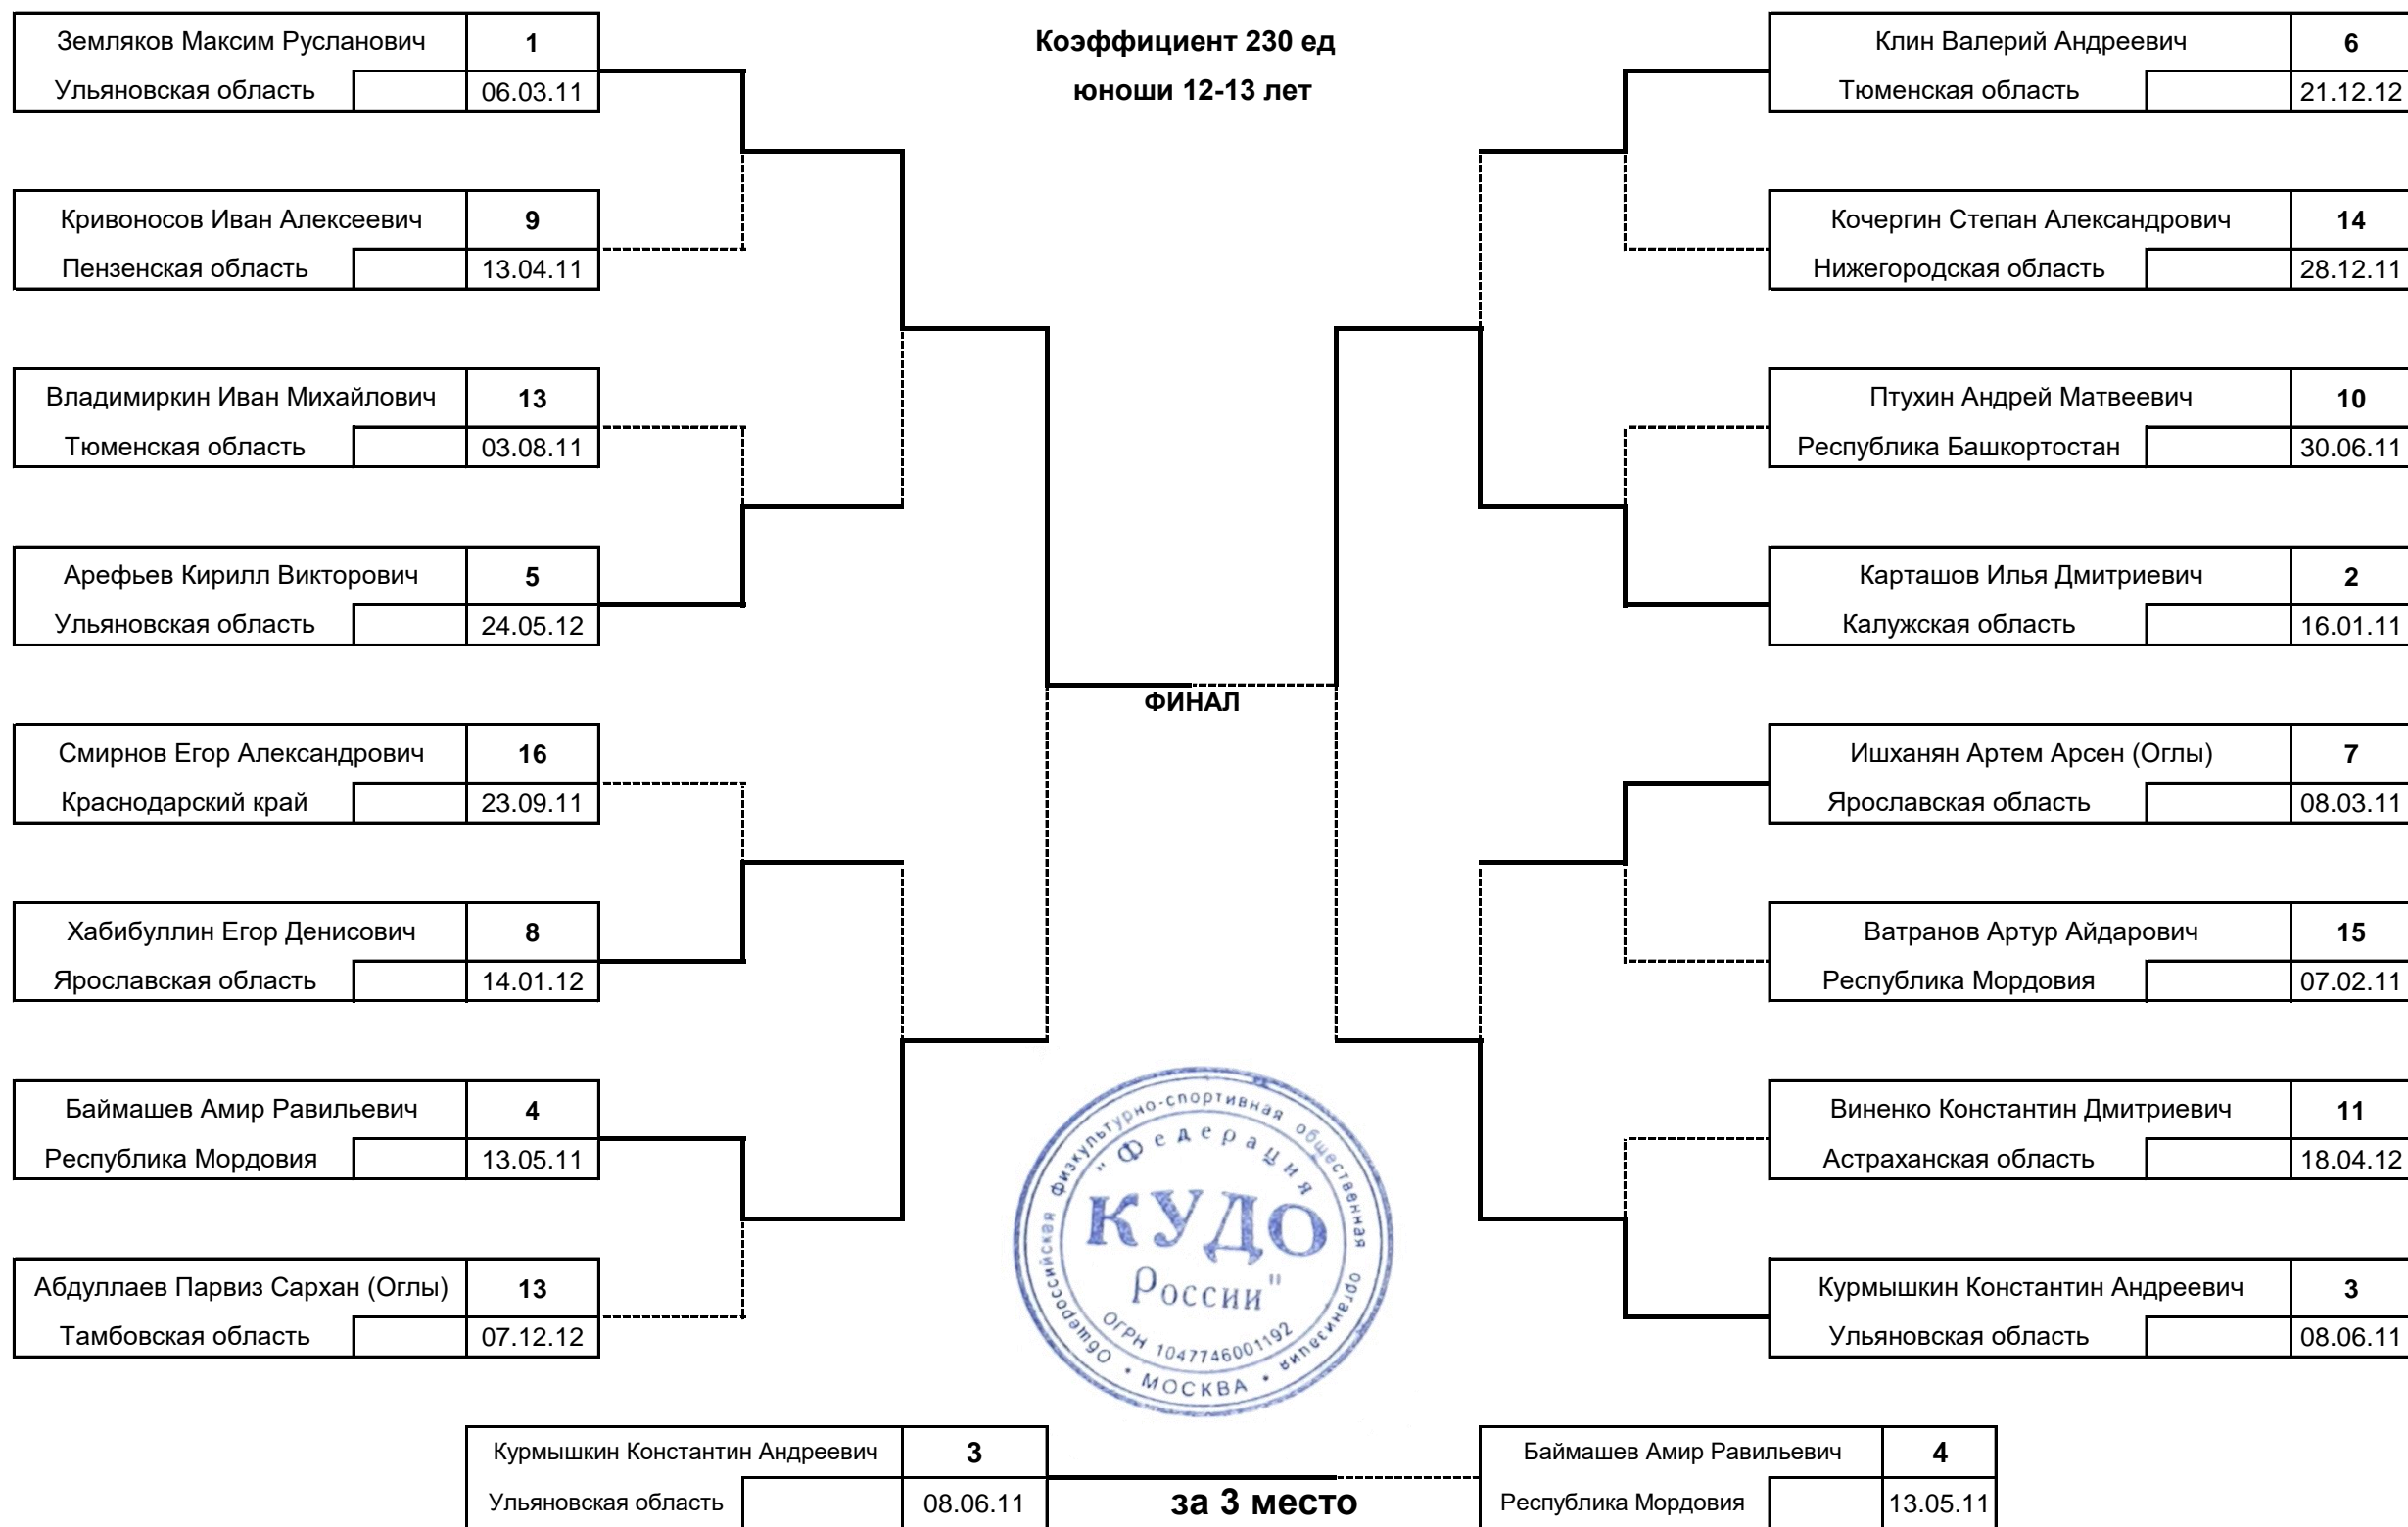 Коэффициент 230 ед
юноши 12-13 лет
Земляков Максим Русланович 1
Ульяновская область 06.03.11
Кривоносов Иван Алексеевич 9
Пензенская область 13.04.11
Владимиркин Иван Михайлович 13
Тюменская область 03.08.11
Арефьев Кирилл Викторович 5
Ульяновская область 24.05.12
Смирнов Егор Александрович 16
Краснодарский край 23.09.11
Хабибуллин Егор Денисович 8
Ярославская область 14.01.12
Баймашев Амир Равильевич 4
Республика Мордовия 13.05.11
Абдуллаев Парвиз Сархан (Оглы) 13
Тамбовская область 07.12.12
Клин Валерий Андреевич 6
Тюменская область 21.12.12
Кочергин Степан Александрович 14
Нижегородская область 28.12.11
Птухин Андрей Матвеевич 10
Республика Башкортостан 30.06.11
Карташов Илья Дмитриевич 2
Калужская область 16.01.11
Ишханян Артем Арсен (Оглы) 7
Ярославская область 08.03.11
Ватранов Артур Айдарович 15
Республика Мордовия 07.02.11
Виненко Константин Дмитриевич 11
Астраханская область 18.04.12
Курмышкин Константин Андреевич 3
Ульяновская область 08.06.11
ФИНАЛ
Общероссийская физкультурно-спортивная общественная организация
• МОСКВА •
"Федерация
КУДО
России"
ОГРН 1047746001192
Курмышкин Константин Андреевич 3
Ульяновская область 08.06.11
за 3 место
Баймашев Амир Равильевич 4
Республика Мордовия 13.05.11